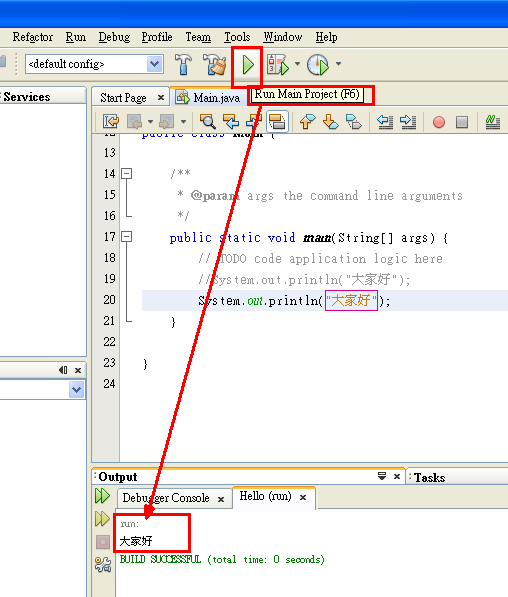 Refactor Run Debug Profile Team Tools Window Help
<default config>
Services
Start Page Main.java
Run Main Project (F6)
12 public class Main {
13
14 /**
15 * @param args the command line arguments
16 */
17 public static void main(String[] args) {
18 // TODO code application logic here
19 //System.out.println("大家好");
20 System.out.println("大家好");
21 }
22
23 }
24
Output Tasks
Debugger Console Hello (run)
run:
大家好
BUILD SUCCESSFUL (total time: 0 seconds)